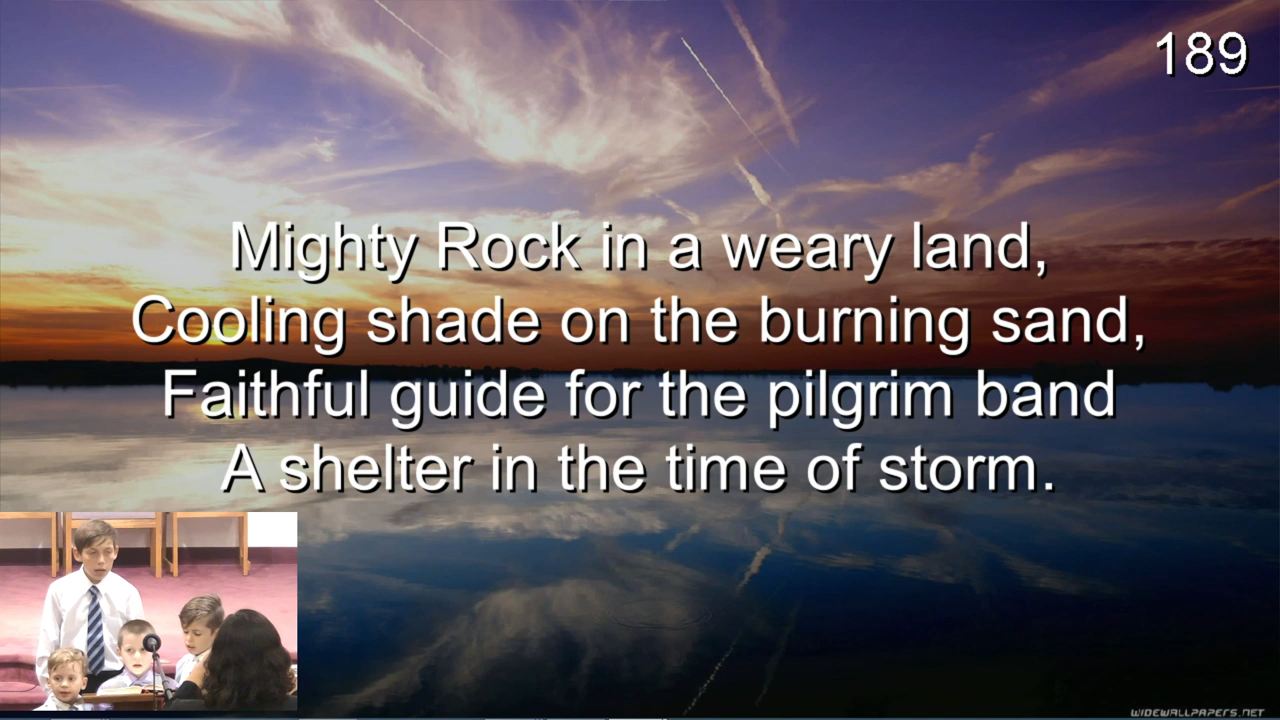 189
Mighty Rock in a weary land,
Cooling shade on the burning sand,
Faithful guide for the pilgrim band
A shelter in the time of storm.
WIDEWALLPAPERS.NET